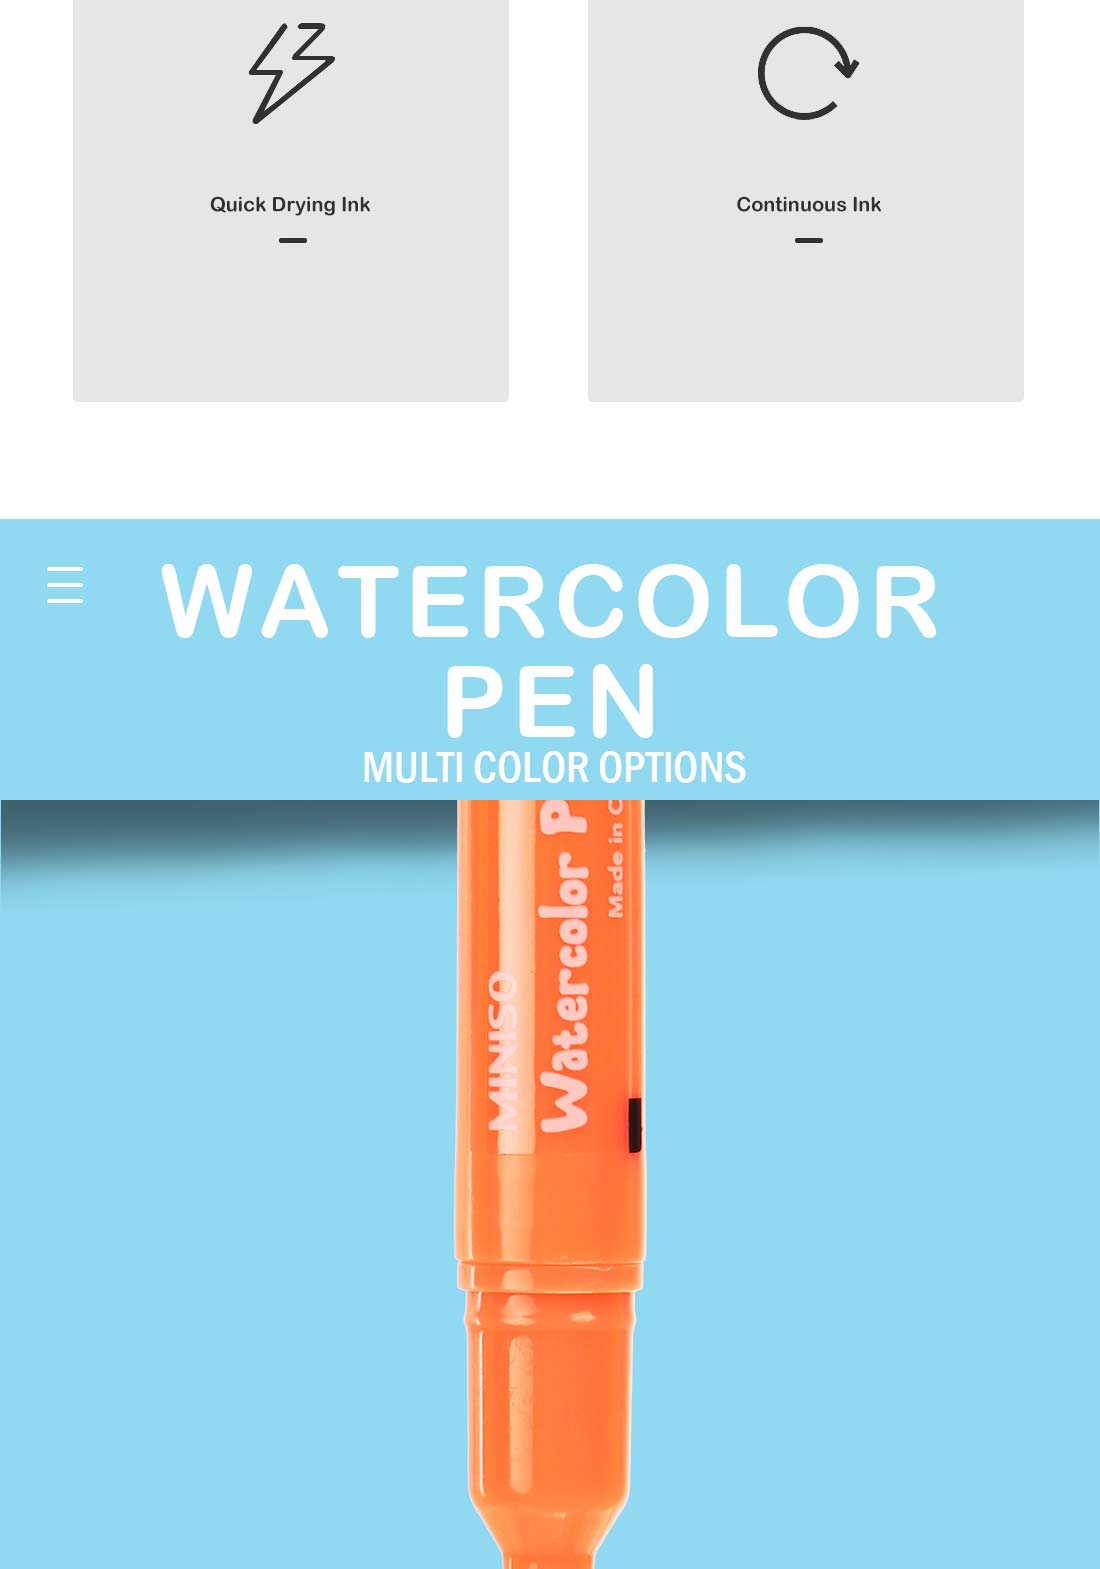 Quick Drying Ink
Continuous Ink
WATERCOLOR
PEN
MULTI COLOR OPTIONS
MINISO
Watercolor P
Made in C